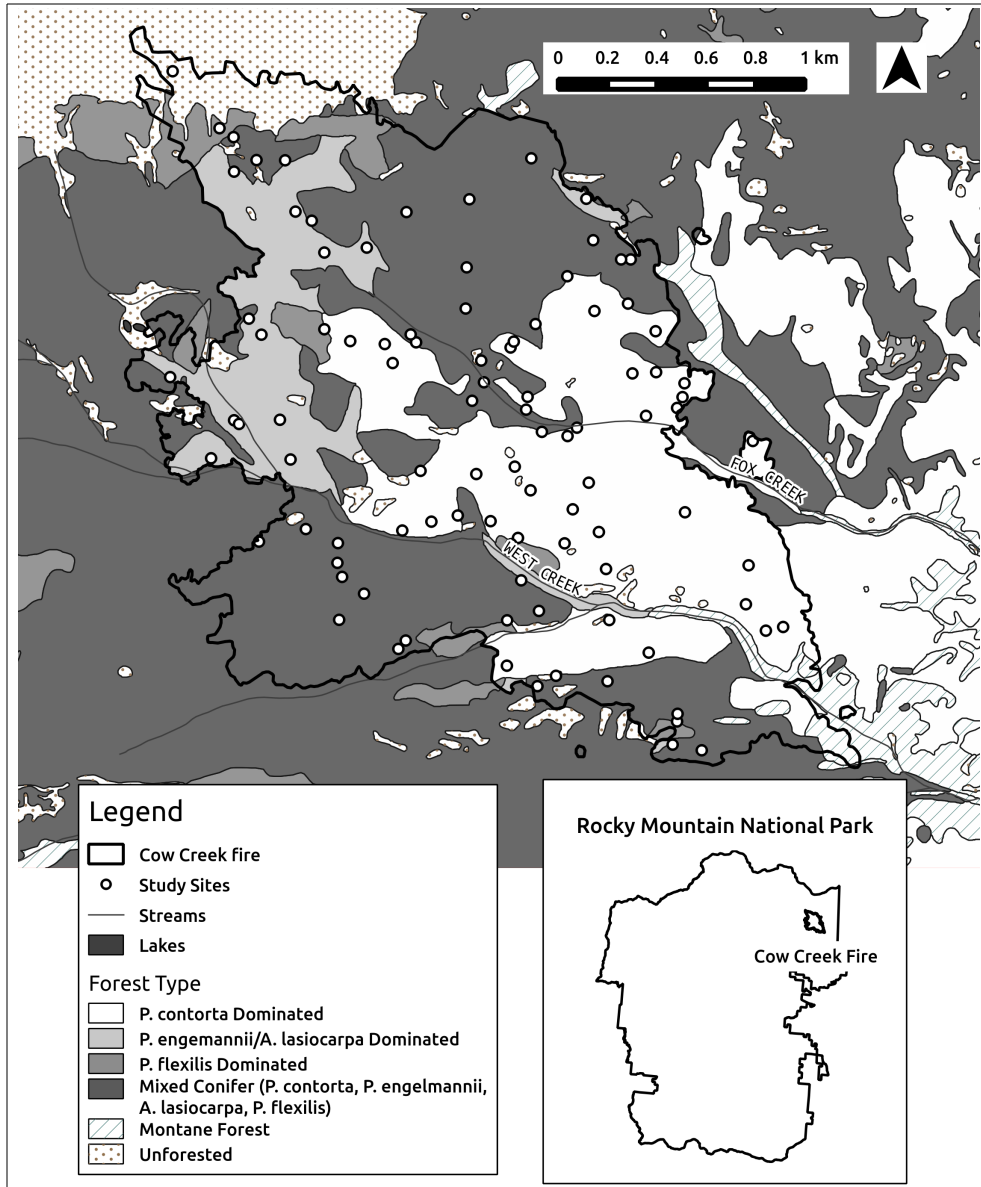 0 0.2 0.4 0.6 0.8 1 km
FOX CREEK
WEST CREEK
Legend
Cow Creek fire
Study Sites
Streams
Lakes
Forest Type
P. contorta Dominated
P. engemannii/A. lasiocarpa Dominated
P. flexilis Dominated
Mixed Conifer (P. contorta, P. engelmannii,
A. lasiocarpa, P. flexilis)
Montane Forest
Unforested
Rocky Mountain National Park
Cow Creek Fire